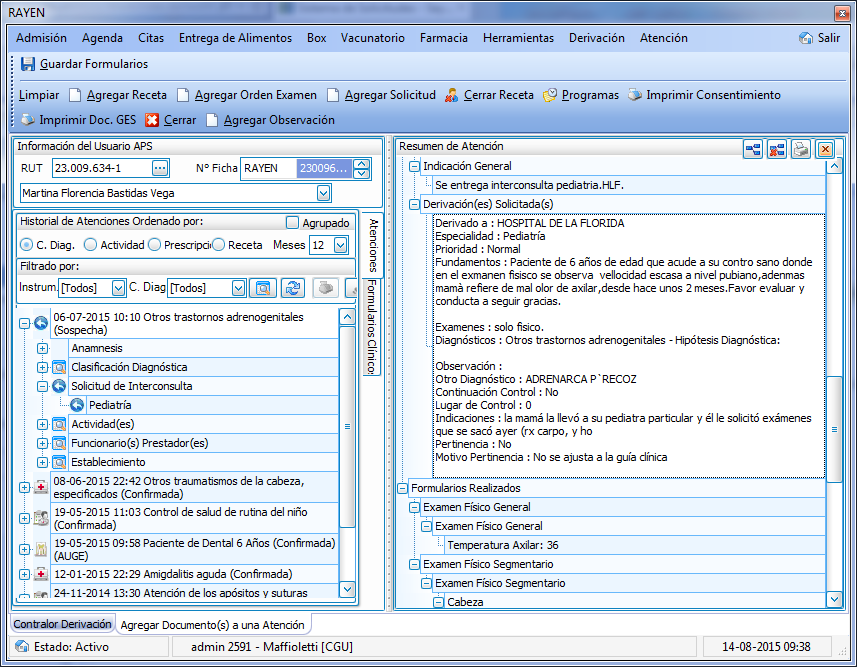 RAYEN
Admisión Agenda Citas Entrega de Alimentos Box Vacunatorio Farmacia Herramientas Derivación Atención Salir
Guardar Formularios
Limpiar Agregar Receta Agregar Orden Examen Agregar Solicitud Cerrar Receta Programas Imprimir Consentimiento
Imprimir Doc. GES Cerrar Agregar Observación
Información del Usuario APS
RUT 23.009.634-1 ... N° Ficha RAYEN 230096...
Martina Florencia Bastidas Vega
Historial de Atenciones Ordenado por: Agrupado
C. Diag. Actividad Prescripció Receta Meses 12
Filtrado por:
Instrum. [Todos] C. Diag [Todos]
06-07-2015 10:10 Otros trastornos adrenogenitales
(Sospecha)
Anamnesis
Clasificación Diagnóstica
Solicitud de Interconsulta
Pediatría
Actividad(es)
Funcionario(s) Prestador(es)
Establecimiento
08-06-2015 22:42 Otros traumatismos de la cabeza,
especificados (Confirmada)
19-05-2015 11:03 Control de salud de rutina del niño
(Confirmada)
19-05-2015 09:58 Paciente de Dental 6 Años (Confirmada)
(AUGE)
12-01-2015 22:29 Amigdalitis aguda (Confirmada)
24-11-2014 13:30 Atención de los apósitos y suturas
Atenciones
Formularios Clínicos
Resumen de Atención
Indicación General
Se entrega interconsulta pediatria.HLF.
Derivación(es) Solicitada(s)
Derivado a : HOSPITAL DE LA FLORIDA
Especialidad : Pediatría
Prioridad : Normal
Fundamentos : Paciente de 6 años de edad que acude a su contro sano donde
en el exmanen fisisco se observa vellocidad escasa a nivel pubiano,adenmas
mamà refiere de mal olor de axilar,desde hace unos 2 meses.Favor evaluar y
conducta a seguir gracias.
Examenes : solo fisico.
Diagnósticos : Otros trastornos adrenogenitales - Hipótesis Diagnóstica:
Observación :
Otro Diagnóstico : ADRENARCA P`RECOZ
Continuación Control : No
Lugar de Control : 0
Indicaciones : la mamá la llevó a su pediatra particular y él le solicitó exámenes
que se sacó ayer (rx carpo, y ho
Pertinencia : No
Motivo Pertinencia : No se ajusta a la guía clínica
Formularios Realizados
Examen Físico General
Examen Físico General
Temperatura Axilar: 36
Examen Físico Segmentario
Examen Físico Segmentario
Cabeza
Contralor Derivación Agregar Documento(s) a una Atención
Estado: Activo admin 2591 - Maffioletti [CGU] 14-08-2015 09:38